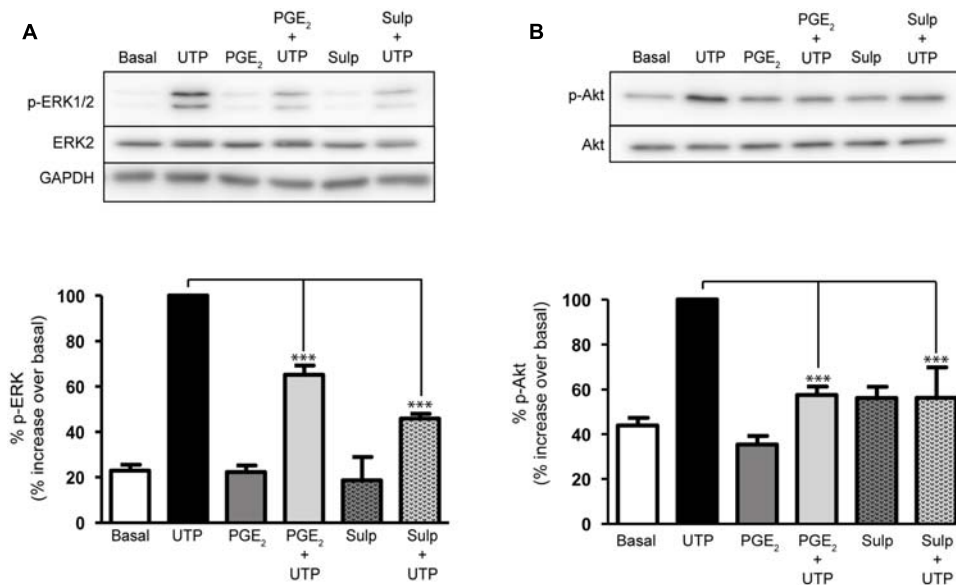 A
Basal UTP PGE₂ PGE₂ + UTP Sulp Sulp + UTP
p-ERK1/2
ERK2
GAPDH
% p-ERK
(% increase over basal)
100
80
60
40
20
0
***
***
Basal UTP PGE₂ PGE₂ + UTP Sulp Sulp + UTP
B
Basal UTP PGE₂ PGE₂ + UTP Sulp Sulp + UTP
p-Akt
Akt
% p-Akt
(% increase over basal)
100
80
60
40
20
0
***
***
Basal UTP PGE₂ PGE₂ + UTP Sulp Sulp + UTP